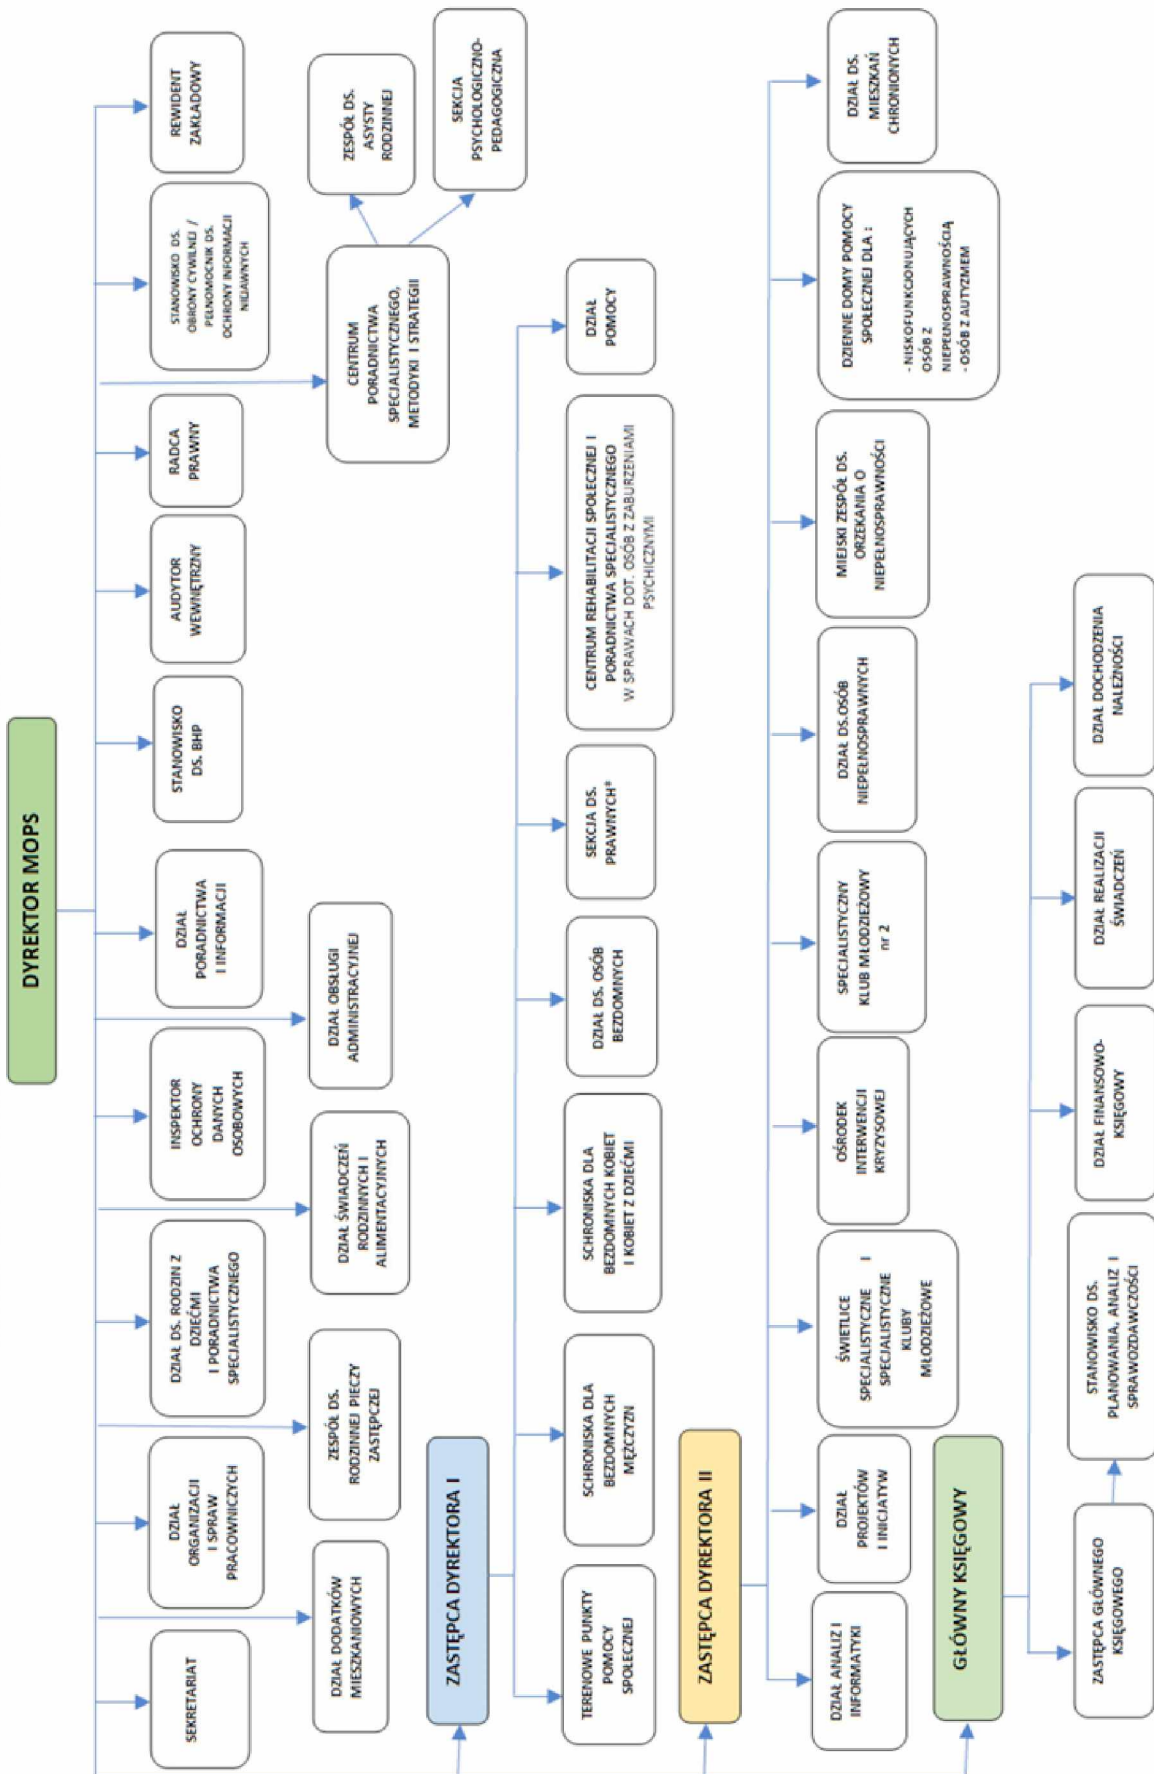 DYREKTOR MOPS
SEKRETARIAT
DZIAŁ
ORGANIZACJI
I SPRAW
PRACOWNICZYCH
DZIAŁ DS. RODZIN Z
DZIEĆMI
I PORADNICTWA
SPECJALISTYCZNEGO
INSPEKTOR
OCHRONY
DANYCH
OSOBOWYCH
DZIAŁ
PORADNICTWA
I INFORMACJI
STANOWISKO
DS. BHP
AUDYTOR
WEWNĘTRZNY
RADCA
PRAWNY
STANOWISKO DS.
OBRONY CYWILNEJ /
PEŁNOMOCNIK DS.
OCHRONY INFORMACJI
NIEJAWNYCH
REWIDENT
ZAKŁADOWY
DZIAŁ DODATKÓW
MIESZKANIOWYCH
ZESPÓŁ DS.
RODZINNEJ PIECZY
ZASTĘPCZEJ
DZIAŁ ŚWIADCZEŃ
RODZINNYCH I
ALIMENTACYJNYCH
DZIAŁ OBSŁUGI
ADMINISTRACYJNEJ
CENTRUM
PORADNICTWA
SPECJALISTYCZNEGO,
METODYKI I STRATEGII
ZESPÓŁ DS.
ASYSTY
RODZINNEJ
SEKCJA
PSYCHOLOGICZNO-
PEDAGOGICZNA
ZASTĘPCA DYREKTORA I
TERENOWE PUNKTY
POMOCY
SPOŁECZNEJ
SCHRONISKA DLA
BEZDOMNYCH
MĘŻCZYZN
SCHRONISKA DLA
BEZDOMNYCH KOBIET
I KOBIET Z DZIEĆMI
DZIAŁ DS. OSÓB
BEZDOMNYCH
SEKCJA DS.
PRAWNYCH*
CENTRUM REHABILITACJI SPOŁECZNEJ I
PORADNICTWA SPECJALISTYCZNEGO
W SPRAWACH DOT. OSÓB Z ZABURZENIAMI
PSYCHICZNYMI
DZIAŁ
POMOCY
ZASTĘPCA DYREKTORA II
DZIAŁ ANALIZ I
INFORMATYKI
DZIAŁ
PROJEKTÓW
I INICJATYW
ŚWIETLICE
SPECJALISTYCZNE I
SPECJALISTYCZNE
KLUBY
MŁODZIEŻOWE
OŚRODEK
INTERWENCJI
KRYZYSOWEJ
SPECJALISTYCZNY
KLUB MŁODZIEŻOWY
nr 2
DZIAŁ DS.OSÓB
NIEPEŁNOSPRAWNYCH
MIEJSKI ZESPÓŁ DS.
ORZEKANIA O
NIEPEŁNOSPRAWNOŚCI
DZIENNE DOMY POMOCY
SPOŁECZNEJ DLA :
- NISKOFUNKCJONUJĄCYCH
OSÓB Z
NIEPEŁNOSPRAWNOŚCIĄ
- OSÓB Z AUTYZMEM
DZIAŁ DS.
MIESZKAŃ
CHRONIONYCH
GŁÓWNY KSIĘGOWY
ZASTĘPCA GŁÓWNEGO
KSIĘGOWEGO
STANOWISKO DS.
PLANOWANIA, ANALIZ I
SPRAWOZDAWCZOŚCI
DZIAŁ FINANSOWO-
KSIĘGOWY
DZIAŁ REALIZACJI
ŚWIADCZEŃ
DZIAŁ DOCHODZENIA
NALEŻNOŚCI